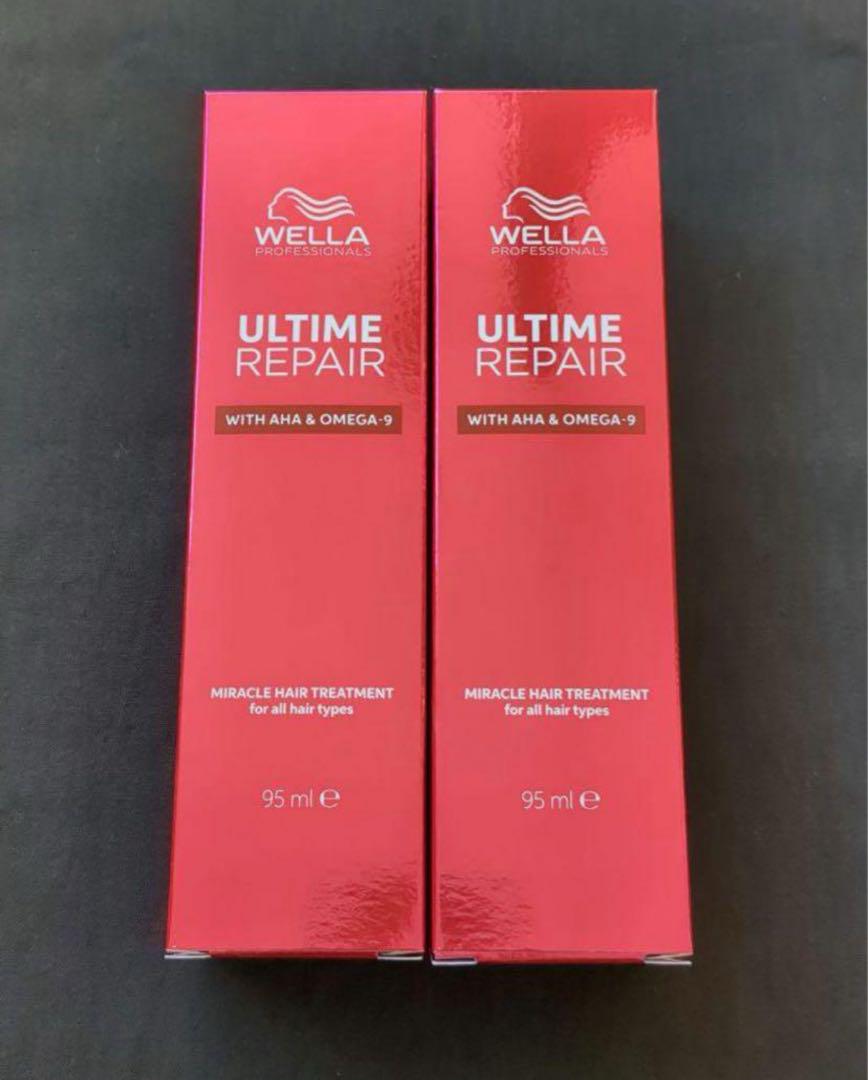 WELLA
PROFESSIONALS
ULTIME
REPAIR
WITH AHA & OMEGA-9
MIRACLE HAIR TREATMENT
for all hair types
95 ml ℮
WELLA
PROFESSIONALS
ULTIME
REPAIR
WITH AHA & OMEGA-9
MIRACLE HAIR TREATMENT
for all hair types
95 ml ℮